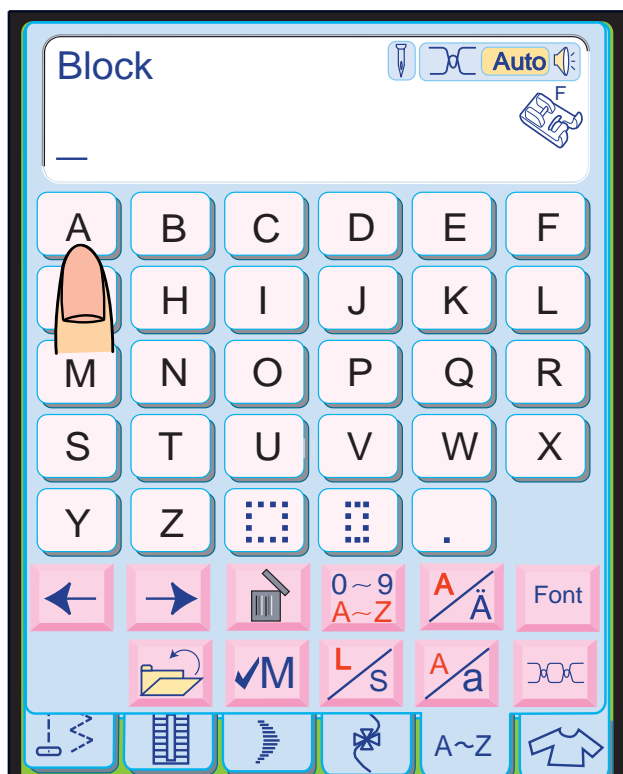 Block
Auto
F
A B C D E F
H I J K L
M N O P Q R
S T U V W X
Y Z .
0~9
A~Z
A/Ä
Font
✓M
L/S
A/a
A~Z